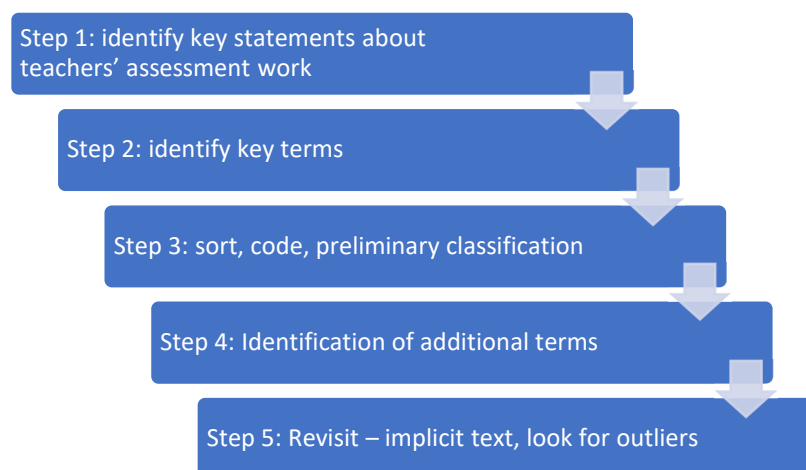 Step 1: identify key statements about
teachers’ assessment work
Step 2: identify key terms
Step 3: sort, code, preliminary classification
Step 4: Identification of additional terms
Step 5: Revisit – implicit text, look for outliers